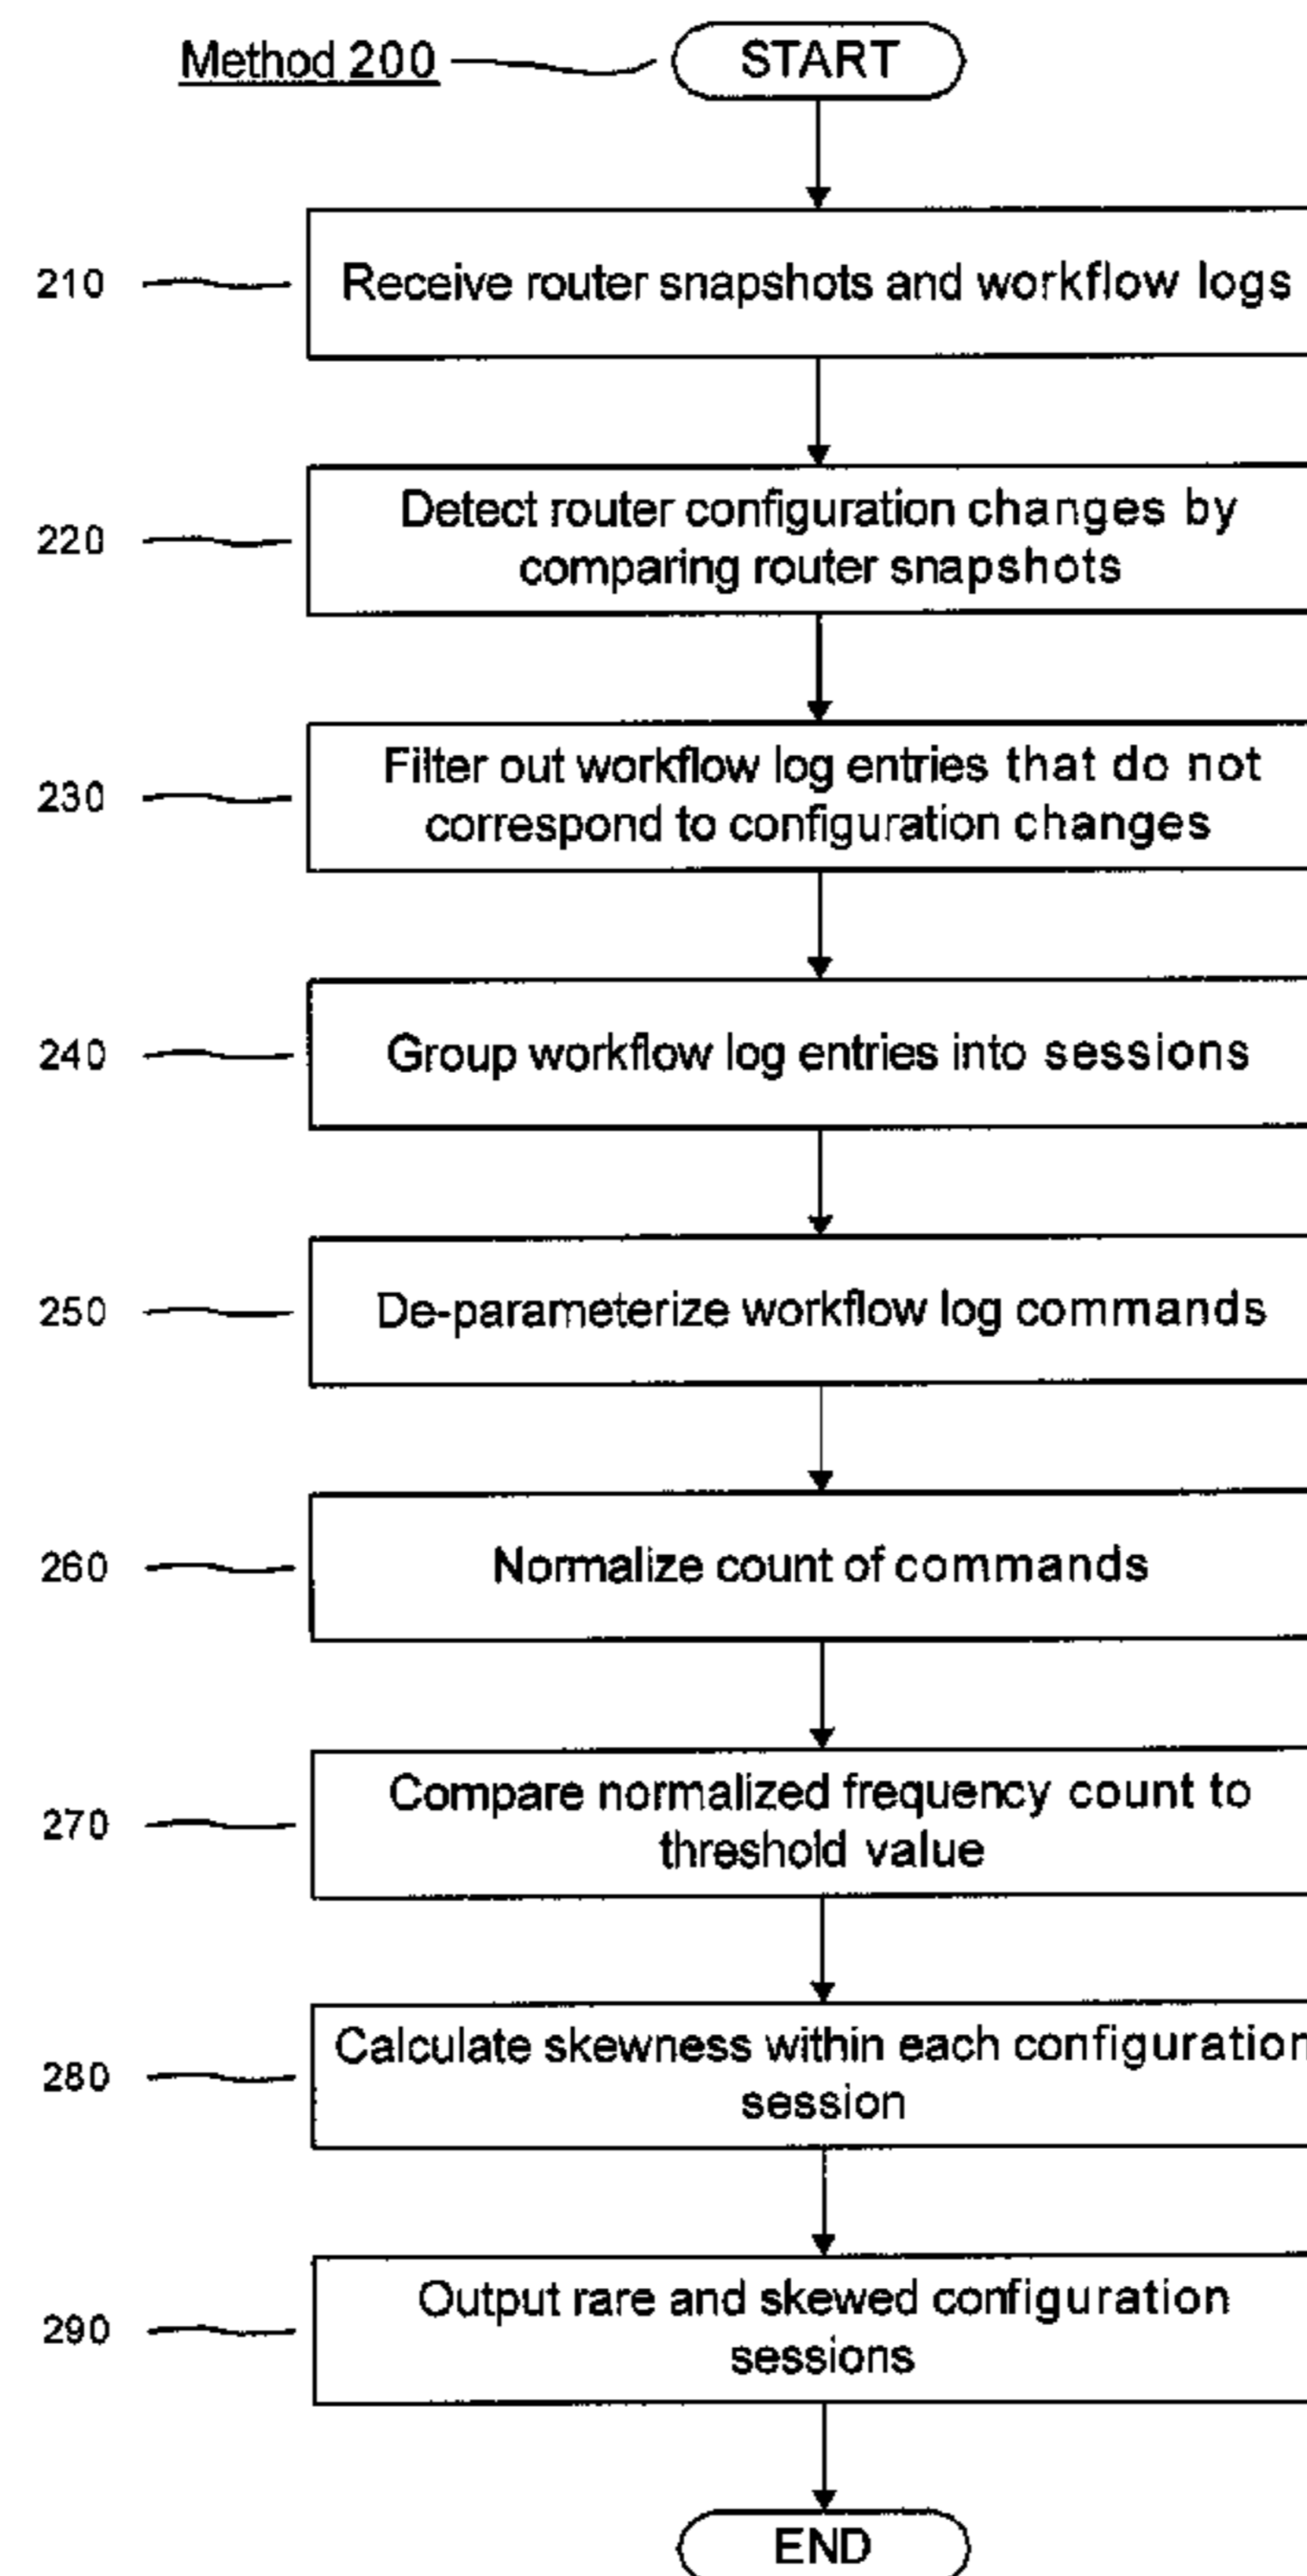 Method 200
START
210
Receive router snapshots and workflow logs
220
Detect router configuration changes by
comparing router snapshots
230
Filter out workflow log entries that do not
correspond to configuration changes
240
Group workflow log entries into sessions
250
De-parameterize workflow log commands
260
Normalize count of commands
270
Compare normalized frequency count to
threshold value
280
Calculate skewness within each configuration
session
290
Output rare and skewed configuration
sessions
END